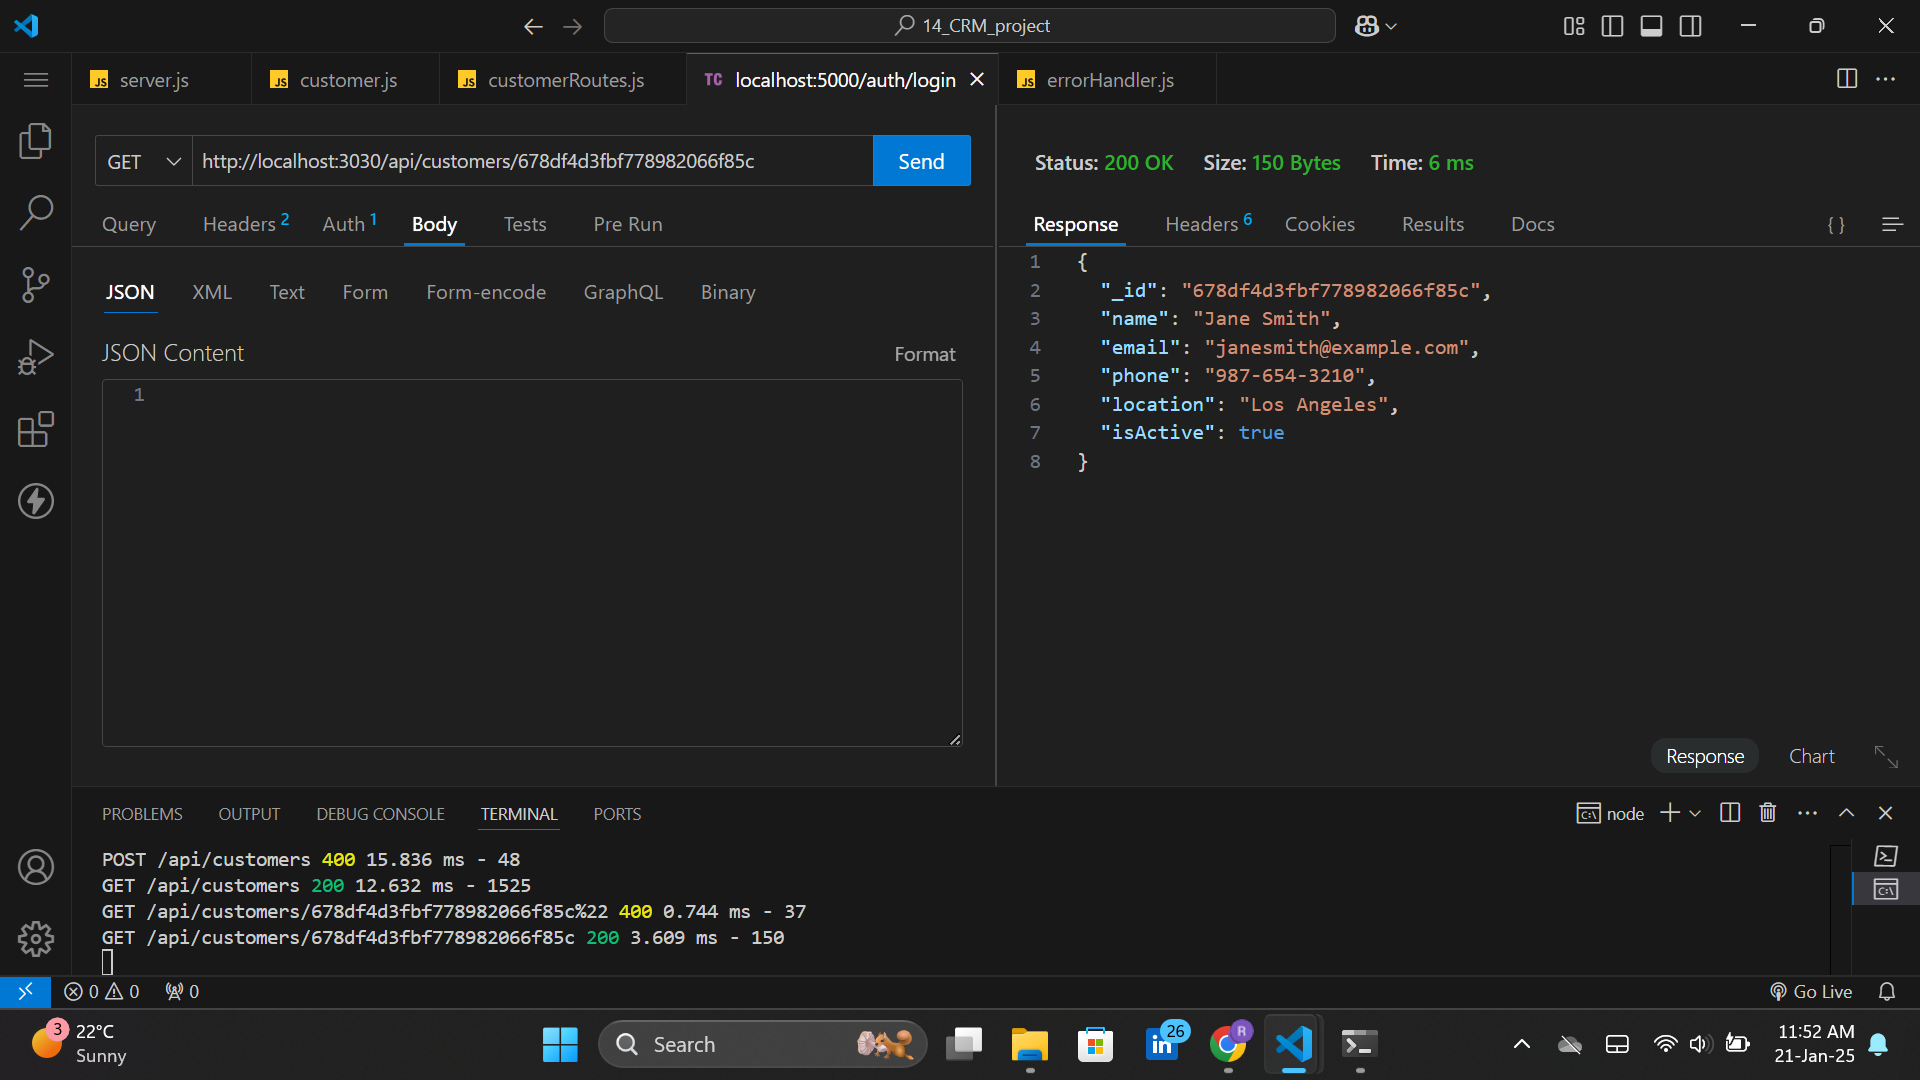 14_CRM_project
JS server.js
JS customer.js
JS customerRoutes.js
TC localhost:5000/auth/login
JS errorHandler.js
GET
http://localhost:3030/api/customers/678df4d3fbf778982066f85c
Send
Query
Headers 2
Auth 1
Body
Tests
Pre Run
JSON
XML
Text
Form
Form-encode
GraphQL
Binary
JSON Content
Format
1
Status: 200 OK
Size: 150 Bytes
Time: 6 ms
Response
Headers 6
Cookies
Results
Docs
{ }
1 {
2 "_id": "678df4d3fbf778982066f85c",
3 "name": "Jane Smith",
4 "email": "janesmith@example.com",
5 "phone": "987-654-3210",
6 "location": "Los Angeles",
7 "isActive": true
8 }
Response
Chart
PROBLEMS
OUTPUT
DEBUG CONSOLE
TERMINAL
PORTS
node
POST /api/customers 400 15.836 ms - 48
GET /api/customers 200 12.632 ms - 1525
GET /api/customers/678df4d3fbf778982066f85c%22 400 0.744 ms - 37
GET /api/customers/678df4d3fbf778982066f85c 200 3.609 ms - 150
0
0
0
Go Live
3
22°C
Sunny
Search
26
in
R
11:52 AM
21-Jan-25